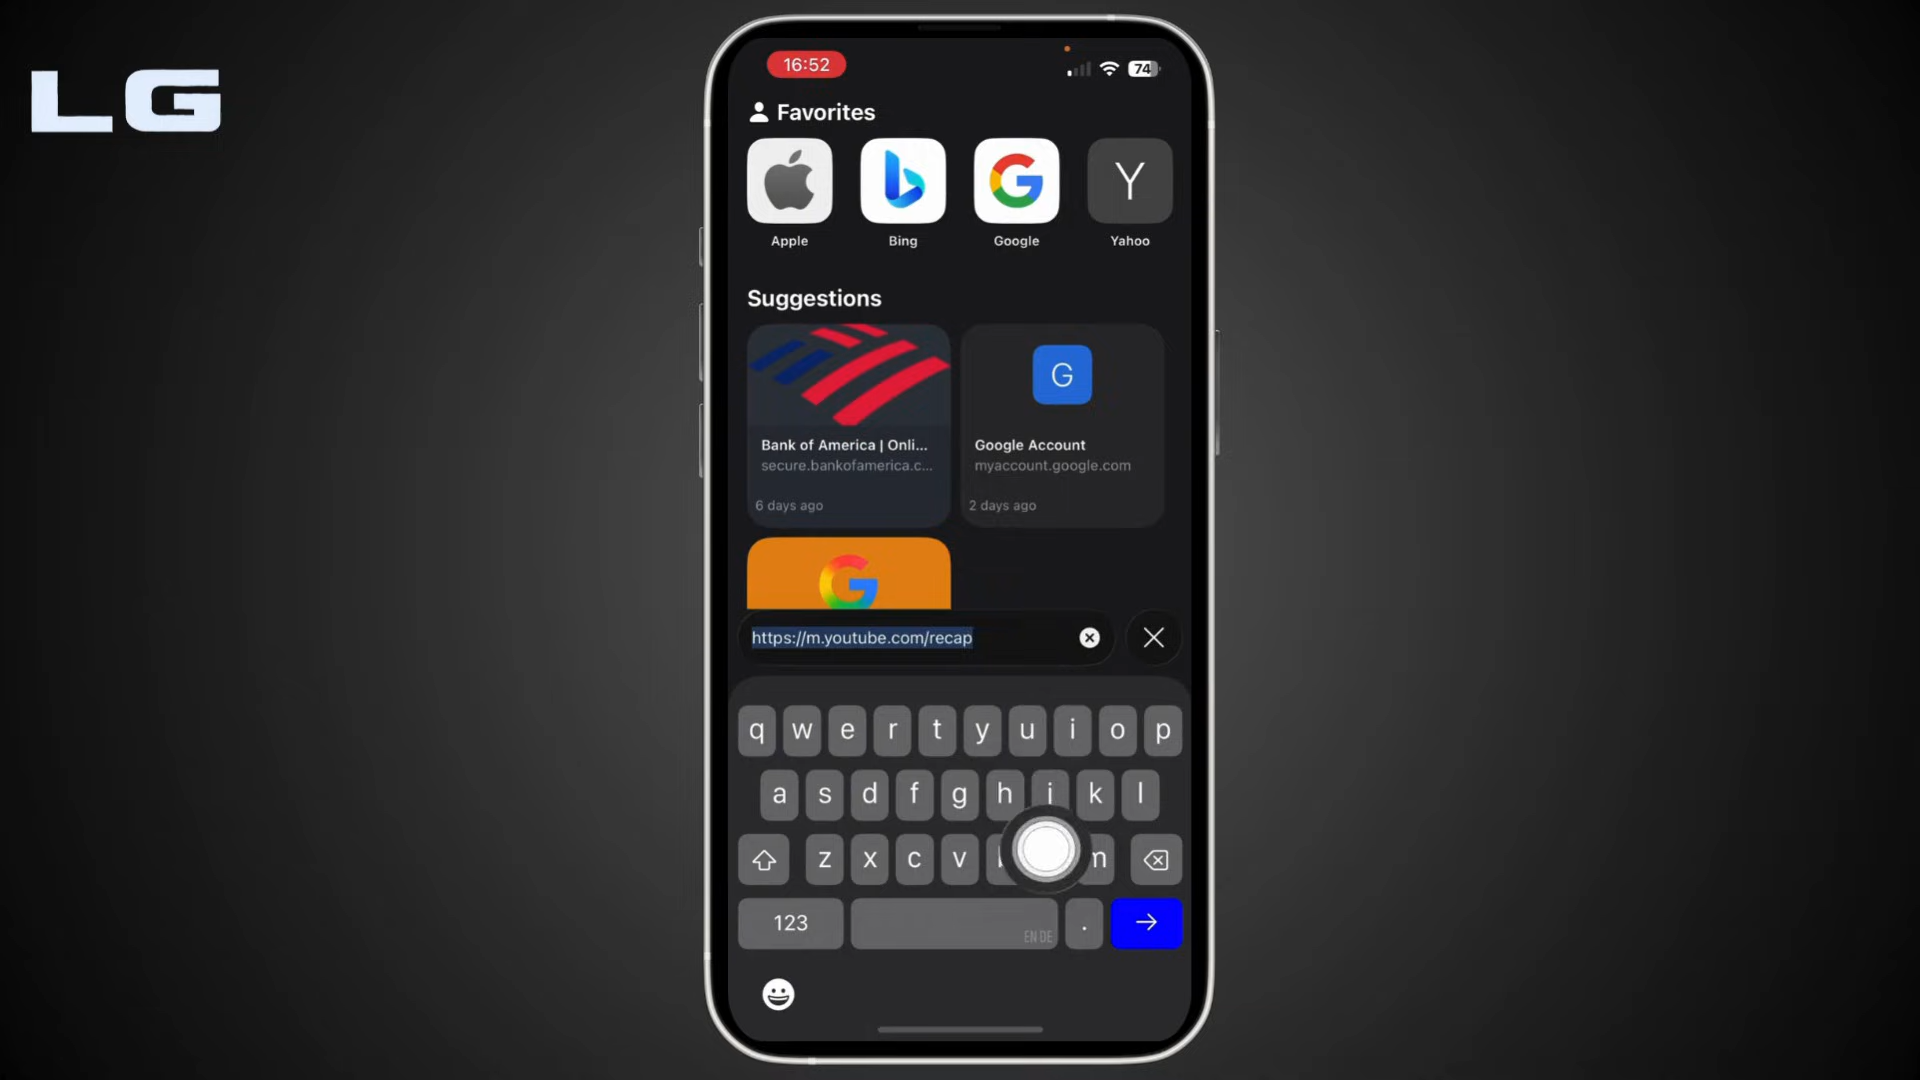 LG
16:52
74
Favorites
Apple
Bing
Google
Y
Yahoo
Suggestions
G
Bank of America | Onli...
secure.bankofamerica.c...
6 days ago
Google Account
myaccount.google.com
2 days ago
https://m.youtube.com/recap
q w e r t y u i o p
a s d f g h j k l
z x c v m
123
EN DE
.